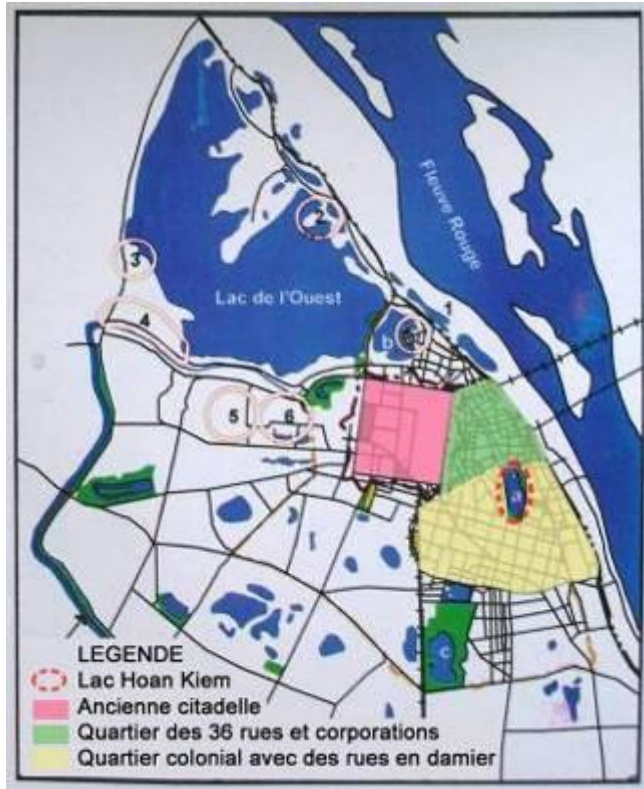 Fleuve Rouge
2
3
Lac de l'Ouest
4
1
b
5
6
a
c
LEGENDE
Lac Hoan Kiem
Ancienne citadelle
Quartier des 36 rues et corporations
Quartier colonial avec des rues en damier